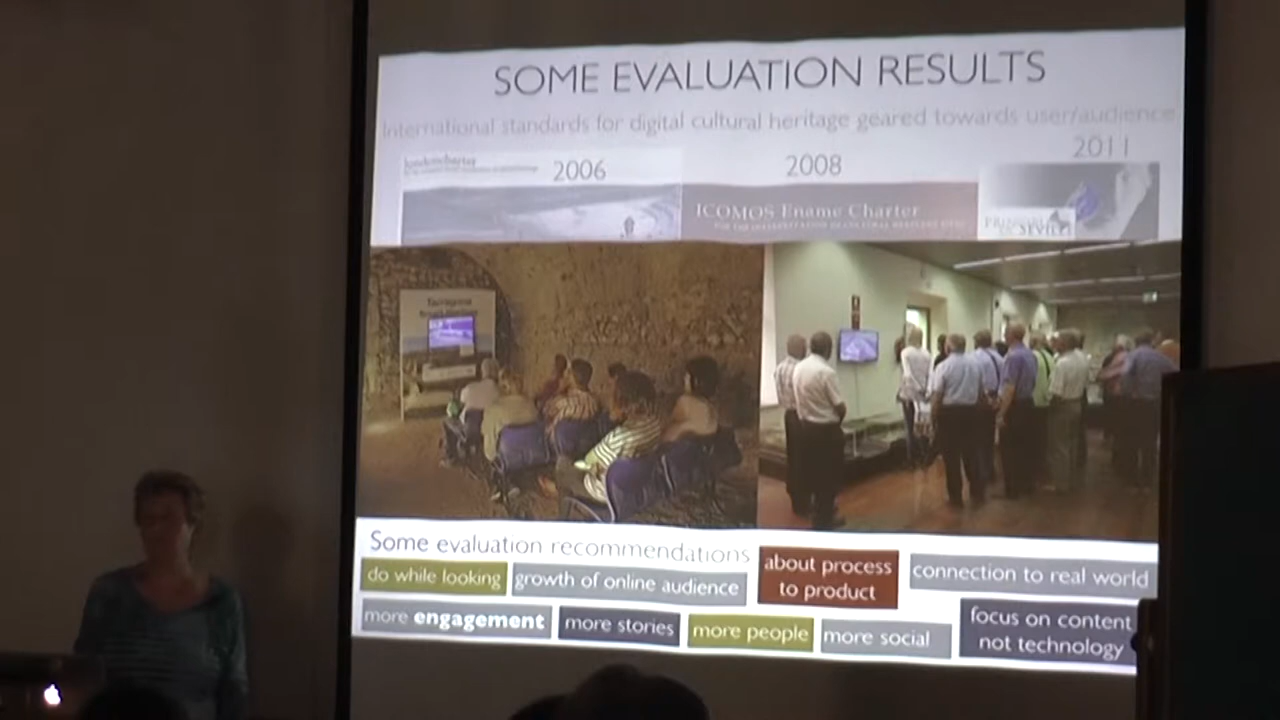 SOME EVALUATION RESULTS
International standards for digital cultural heritage geared towards user/audience
2006
2008
2011
londoncharter
ICOMOS Ename Charter
Tarragona
Some evaluation recommendations
do while looking
growth of online audience
about process
to product
connection to real world
more engagement
more stories
more people
more social
focus on content
not technology